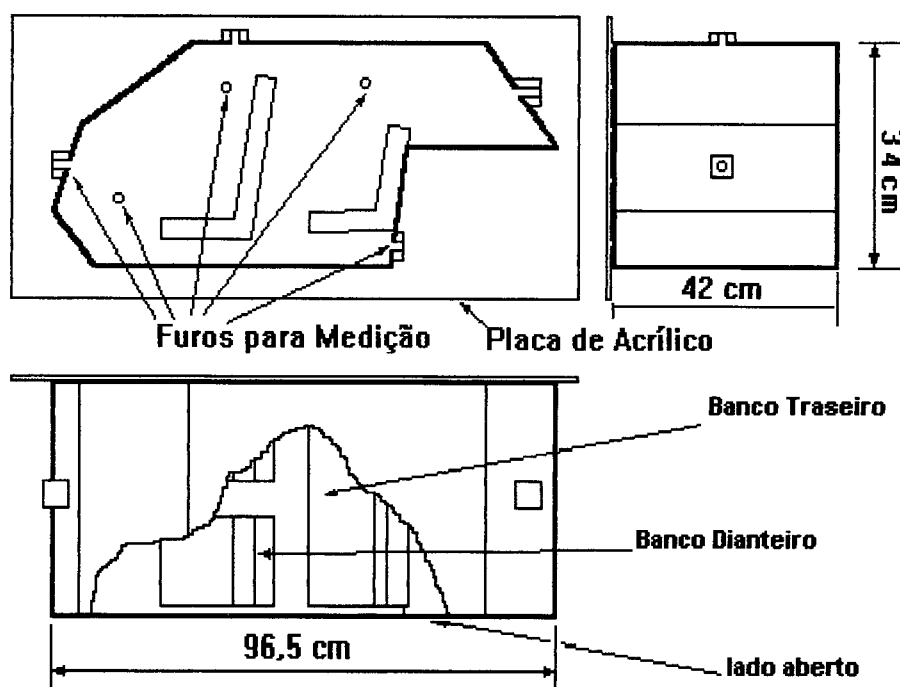 34 cm
42 cm
Furos para Medição
Placa de Acrílico
Banco Traseiro
Banco Dianteiro
96,5 cm
lado aberto